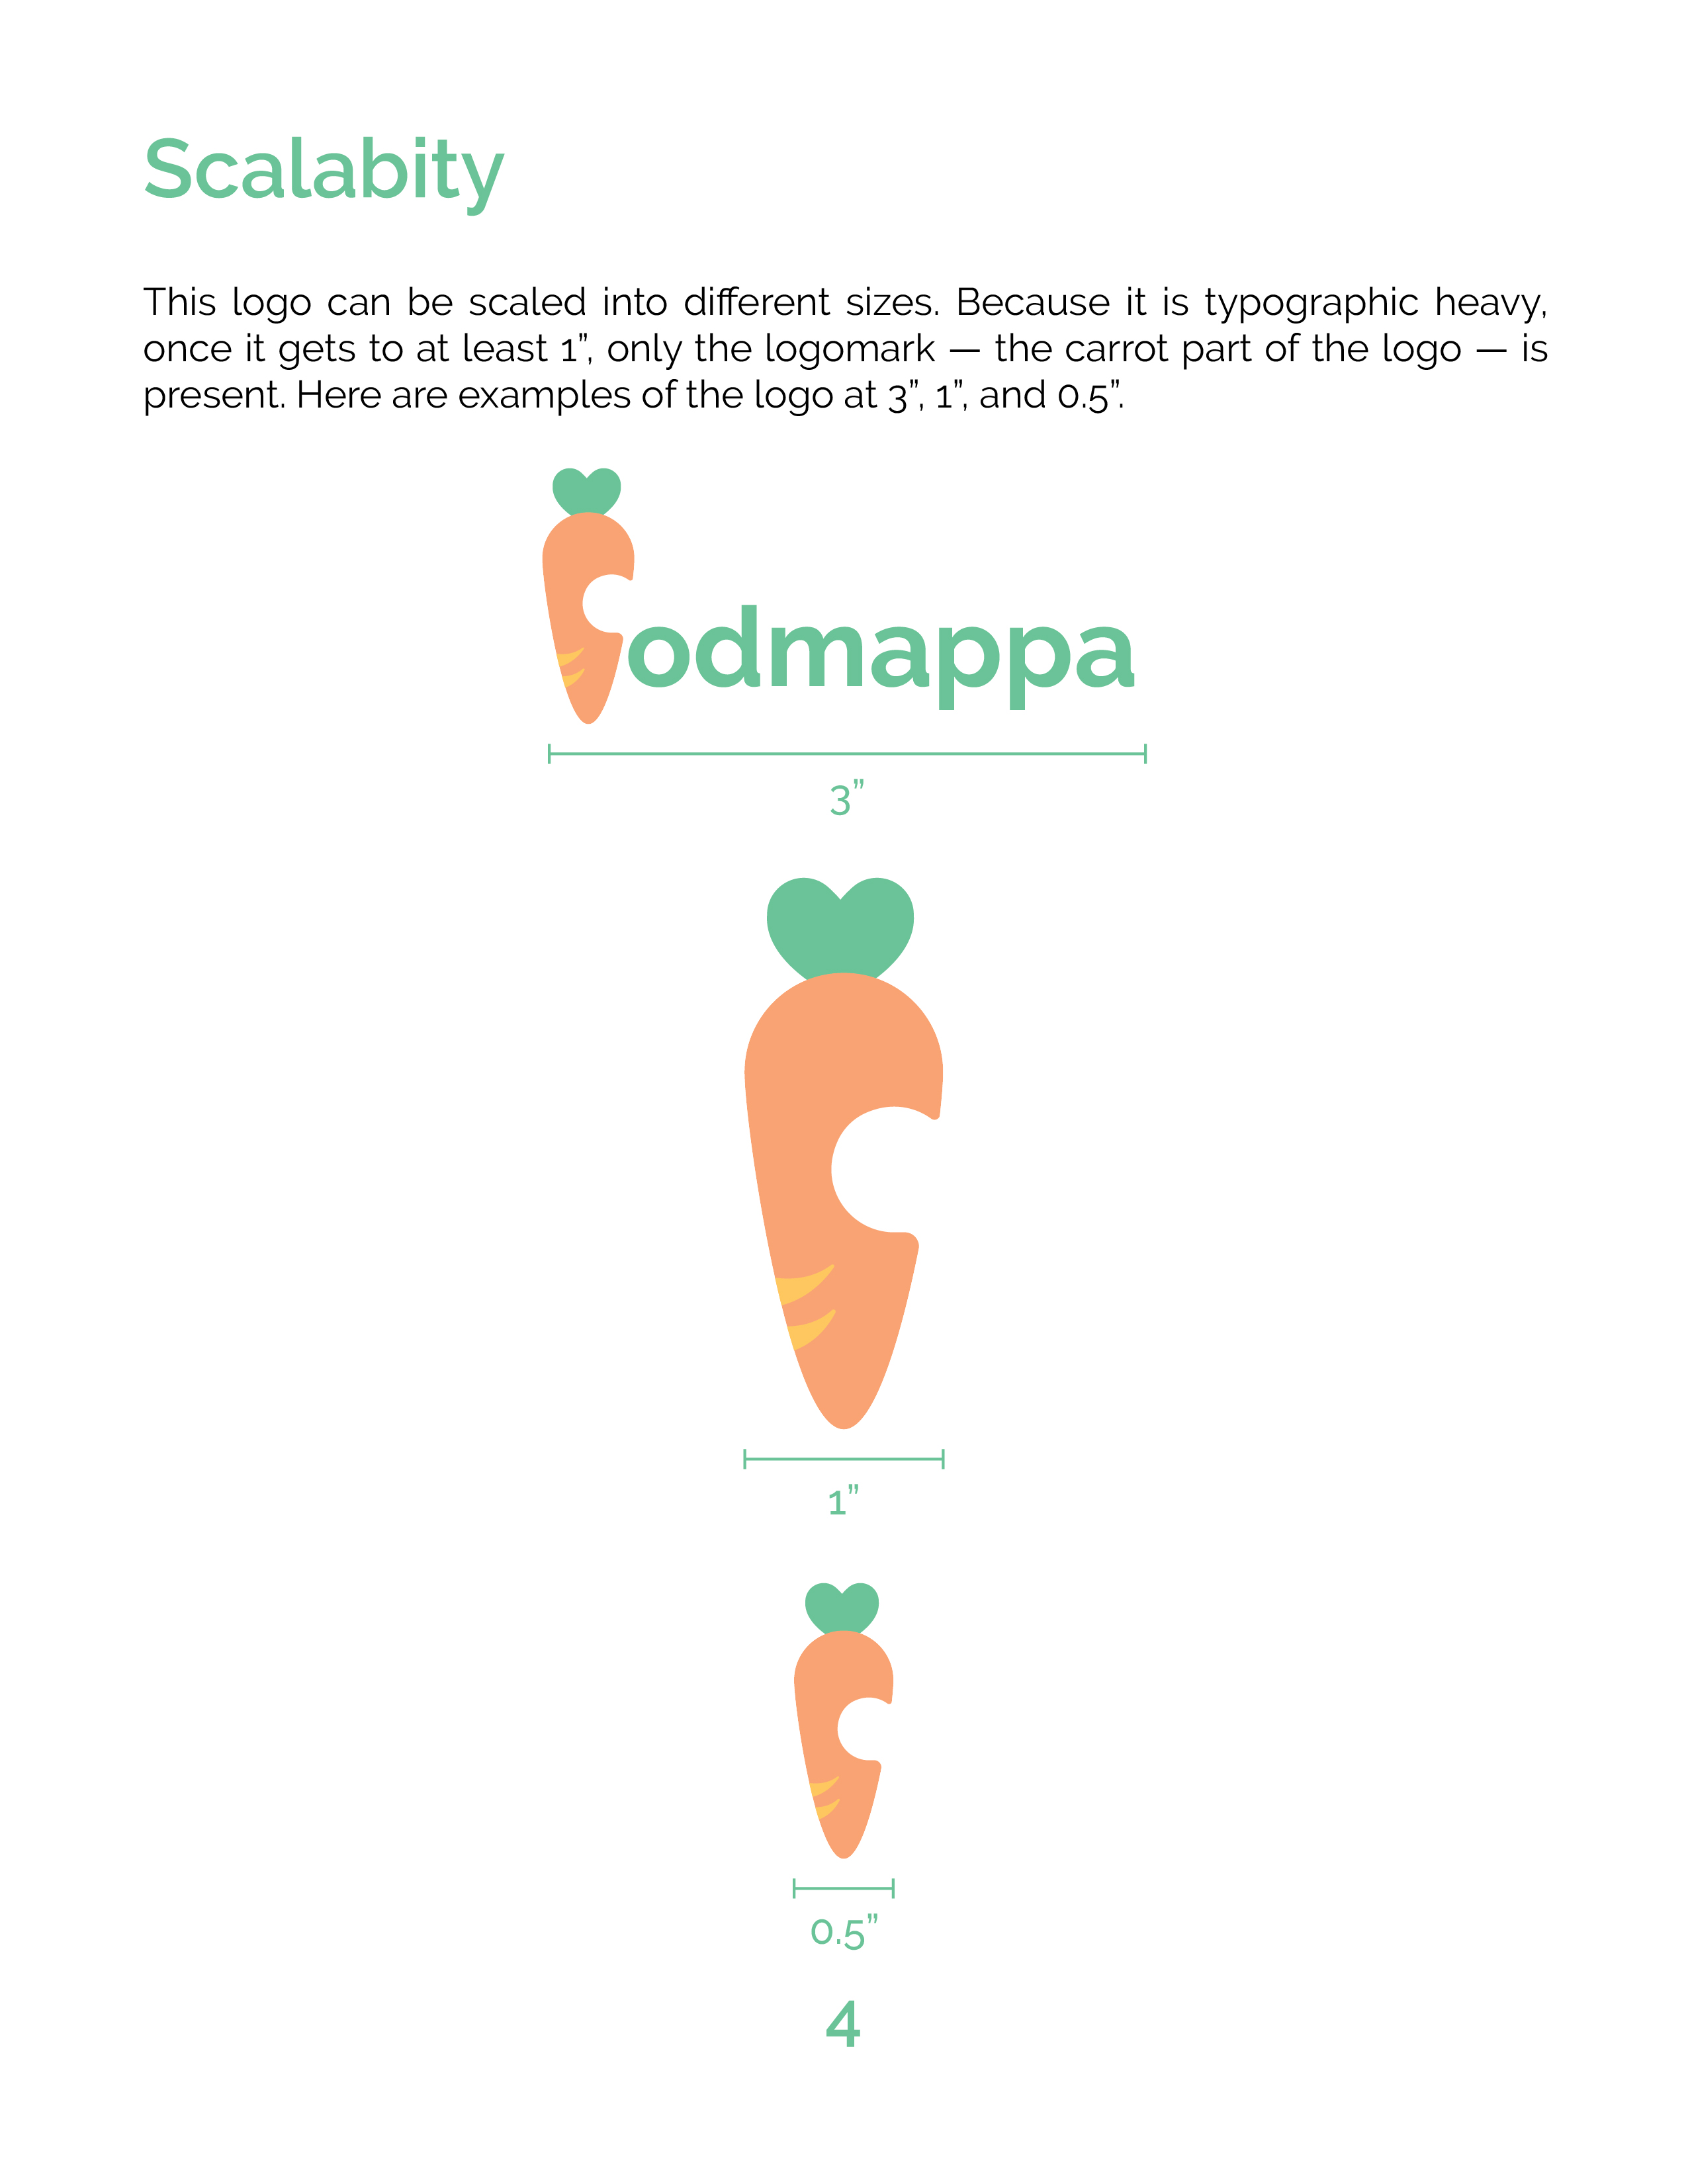 Scalabity
This logo can be scaled into different sizes. Because it is typographic heavy,
once it gets to at least 1”, only the logomark — the carrot part of the logo — is
present. Here are examples of the logo at 3”, 1”, and 0.5”.
odmappa
3”
1”
0.5”
4